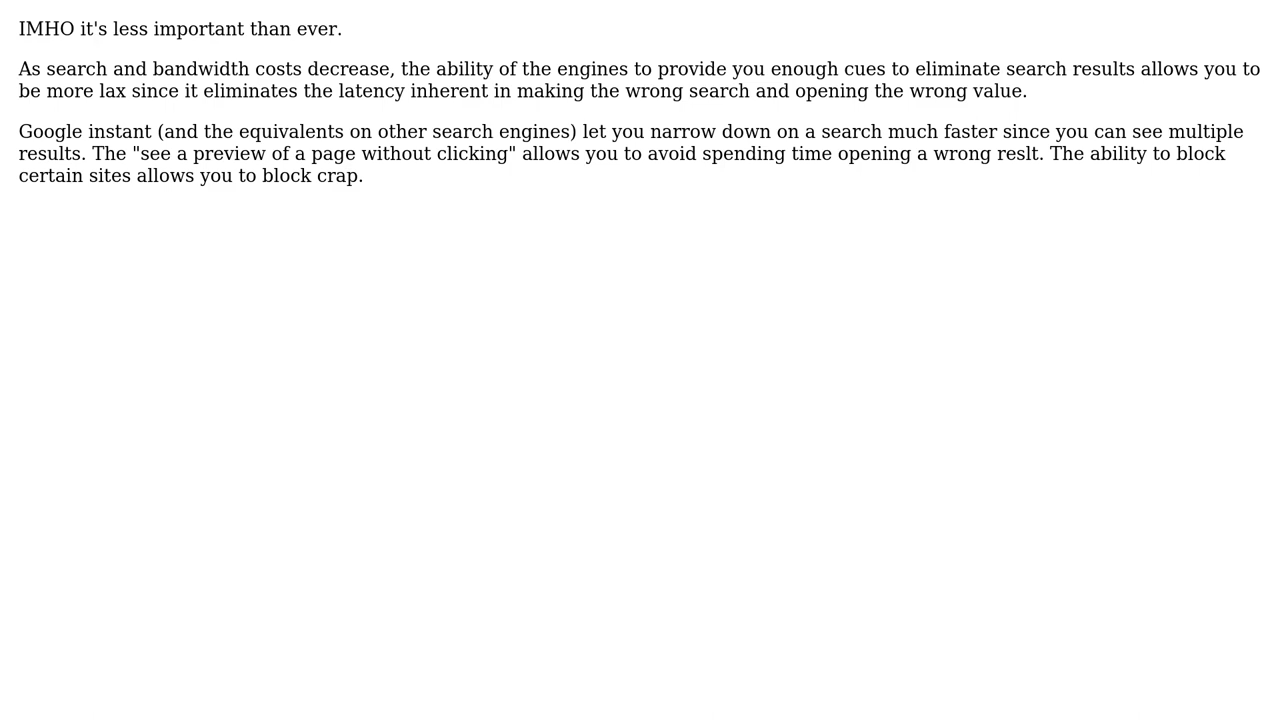 IMHO it's less important than ever.
As search and bandwidth costs decrease, the ability of the engines to provide you enough cues to eliminate search results allows you to
be more lax since it eliminates the latency inherent in making the wrong search and opening the wrong value.
Google instant (and the equivalents on other search engines) let you narrow down on a search much faster since you can see multiple
results. The "see a preview of a page without clicking" allows you to avoid spending time opening a wrong reslt. The ability to block
certain sites allows you to block crap.